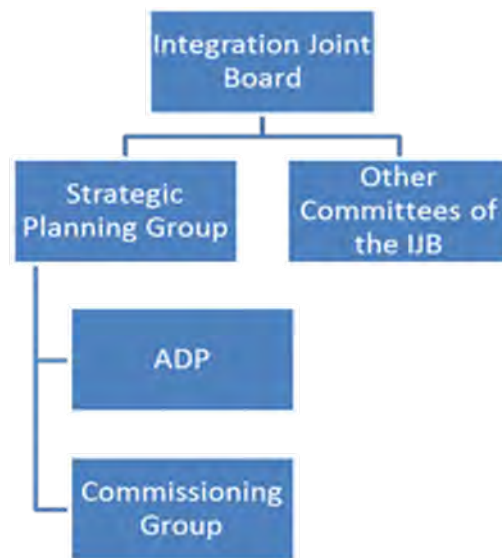 Integration Joint
Board
Strategic
Planning Group
Other
Committees of
the IJB
ADP
Commissioning
Group